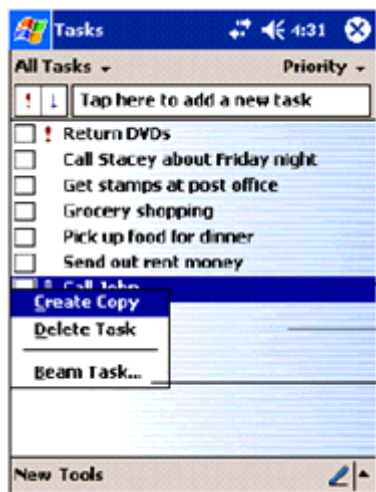 Tasks 4:31
All Tasks Priority
! ↓ Tap here to add a new task
! Return DVDs
Call Stacey about Friday night
Get stamps at post office
Grocery shopping
Pick up food for dinner
Send out rent money
Call John
Create Copy
Delete Task
Beam Task...
New Tools